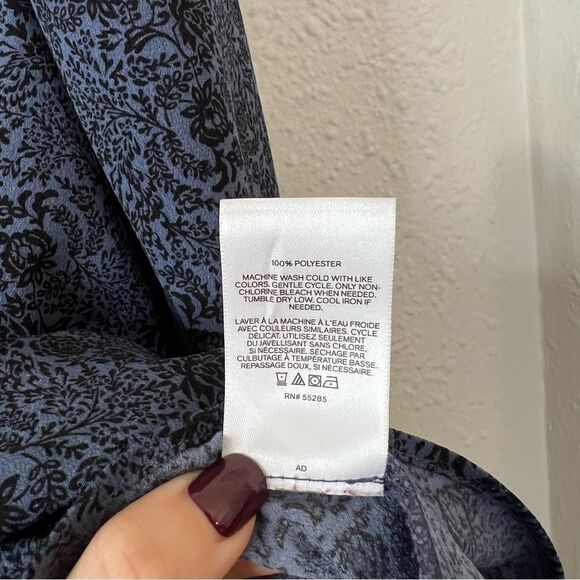 100% POLYESTER
MACHINE WASH COLD WITH LIKE
COLORS. GENTLE CYCLE. ONLY NON-
CHLORINE BLEACH WHEN NEEDED.
TUMBLE DRY LOW. COOL IRON IF
NEEDED.
LAVER À LA MACHINE À L'EAU FROIDE
AVEC COULEURS SIMILAIRES. CYCLE
DÉLICAT. UTILISEZ SEULEMENT
DU JAVELLISANT SANS CHLORE,
SI NÉCESSAIRE. SÉCHAGE PAR
CULBUTAGE À TEMPÉRATURE BASSE.
REPASSAGE DOUX, AU BESOIN
SI NÉCESSAIRE.
RN# 55285
AD